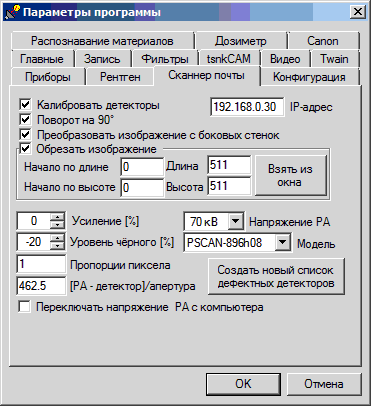 Параметры программы
Распознавание материалов Дозиметр Canon
Главные Запись Фильтры tsnkCAM Видео Twain
Приборы Рентген Сканнер почты Конфигурация
Калибровать детекторы 192.168.0.30 IP-адрес
Поворот на 90°
Преобразовать изображение с боковых стенок
Обрезать изображение
Начало по длине 0 Длина 511
Взять из окна
Начало по высоте 0 Высота 511
0 Усиление [%] 70 кВ Напряжение РА
-20 Уровень чёрного [%] PSCAN-896h08 Модель
1 Пропорции пиксела
Создать новый список
дефектных детекторов
462.5 [РА - детектор]/апертура
Переключать напряжение РА с компьютера
OK Отмена